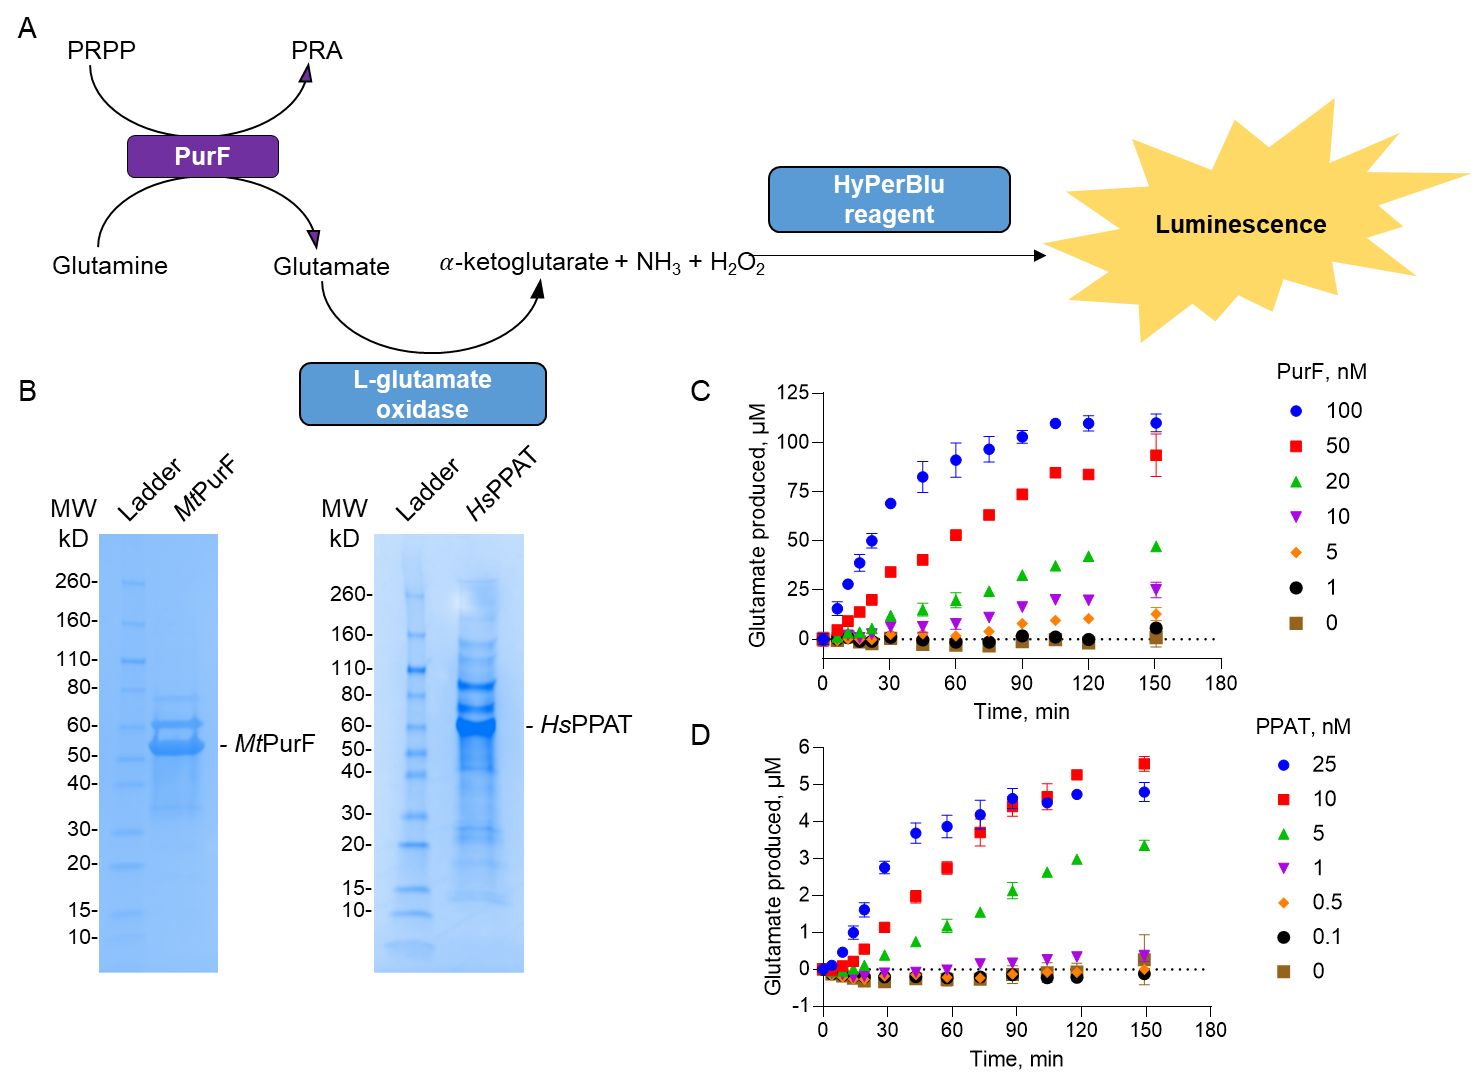 A
PRPP
PRA
PurF
Glutamine
Glutamate
α-ketoglutarate + NH3 + H2O2
HyPerBlu
reagent
Luminescence
L-glutamate
oxidase
B
MW
kD
Ladder
MtPurF
260-
160-
110-
80-
60-
50-
40-
30-
20-
15-
10-
- MtPurF
MW
kD
Ladder
HsPPAT
260-
160-
110-
80-
60-
50-
40-
30-
20-
15-
10-
- HsPPAT
C
Glutamate produced, μM
125
100
75
50
25
0
0 30 60 90 120 150 180
Time, min
PurF, nM
100
50
20
10
5
1
0
D
Glutamate produced, μM
6
5
4
3
2
1
0
-1
0 30 60 90 120 150 180
Time, min
PPAT, nM
25
10
5
1
0.5
0.1
0